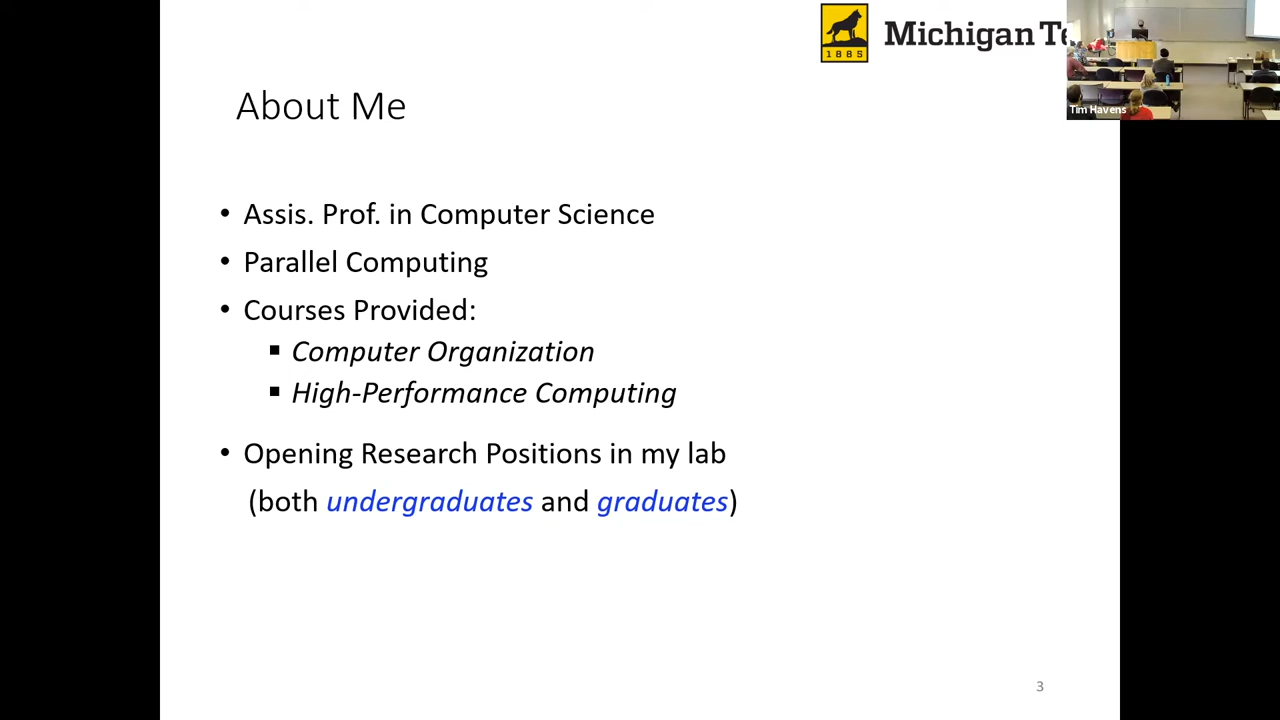 1885
Michigan Te
Tim Havens
About Me
• Assis. Prof. in Computer Science
• Parallel Computing
• Courses Provided:
▪ Computer Organization
▪ High-Performance Computing
• Opening Research Positions in my lab
(both undergraduates and graduates)
3